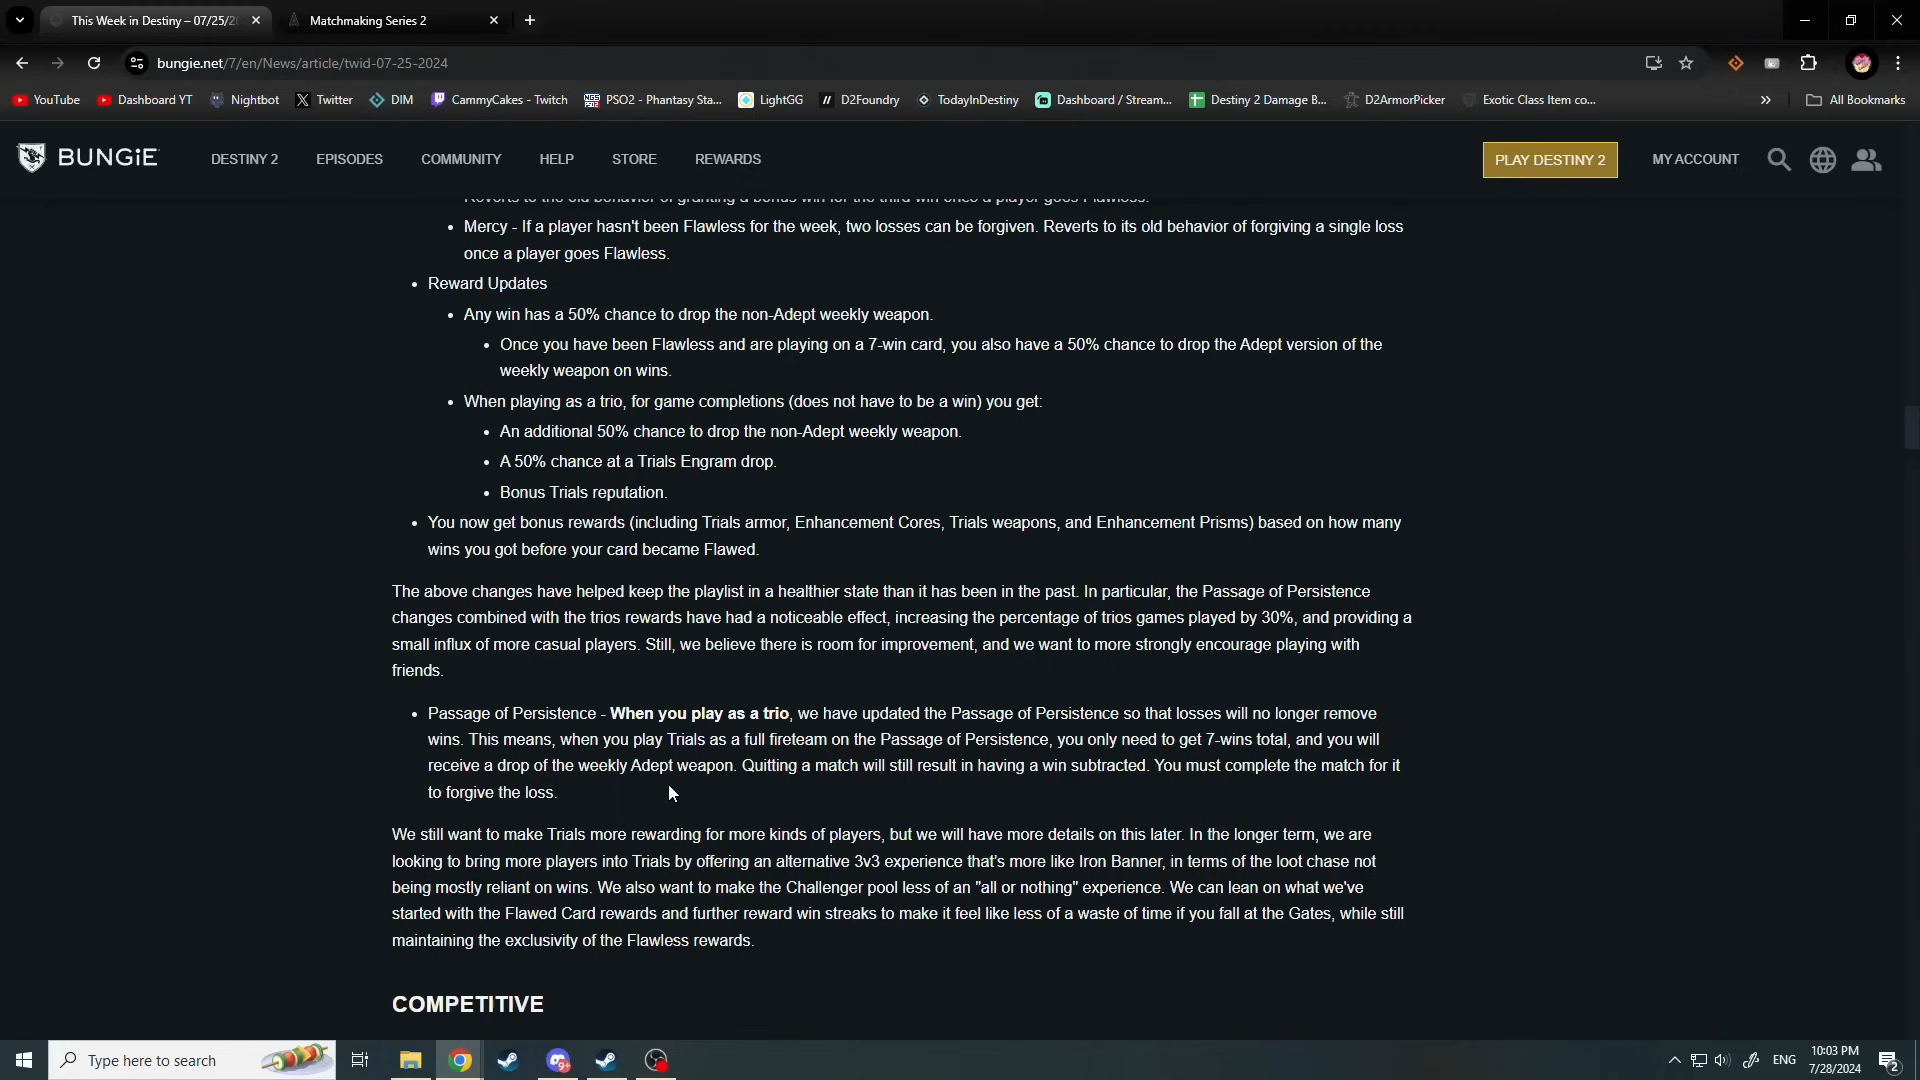 This Week in Destiny – 07/25/2
Matchmaking Series 2
bungie.net/7/en/News/article/twid-07-25-2024
YouTube
Dashboard YT
Nightbot
Twitter
DIM
CammyCakes - Twitch
PSO2 - Phantasy Sta...
LightGG
D2Foundry
TodayInDestiny
Dashboard / Stream...
Destiny 2 Damage B...
D2ArmorPicker
Exotic Class Item co...
All Bookmarks
BUNGiE
DESTINY 2
EPISODES
COMMUNITY
HELP
STORE
REWARDS
PLAY DESTINY 2
MY ACCOUNT
Reverts to the old behavior of granting a bonus win for the third win once a player goes Flawless.
• Mercy - If a player hasn't been Flawless for the week, two losses can be forgiven. Reverts to its old behavior of forgiving a single loss
once a player goes Flawless.
• Reward Updates
• Any win has a 50% chance to drop the non-Adept weekly weapon.
• Once you have been Flawless and are playing on a 7-win card, you also have a 50% chance to drop the Adept version of the
weekly weapon on wins.
• When playing as a trio, for game completions (does not have to be a win) you get:
• An additional 50% chance to drop the non-Adept weekly weapon.
• A 50% chance at a Trials Engram drop.
• Bonus Trials reputation.
• You now get bonus rewards (including Trials armor, Enhancement Cores, Trials weapons, and Enhancement Prisms) based on how many
wins you got before your card became Flawed.
The above changes have helped keep the playlist in a healthier state than it has been in the past. In particular, the Passage of Persistence
changes combined with the trios rewards have had a noticeable effect, increasing the percentage of trios games played by 30%, and providing a
small influx of more casual players. Still, we believe there is room for improvement, and we want to more strongly encourage playing with
friends.
• Passage of Persistence - When you play as a trio, we have updated the Passage of Persistence so that losses will no longer remove
wins. This means, when you play Trials as a full fireteam on the Passage of Persistence, you only need to get 7-wins total, and you will
receive a drop of the weekly Adept weapon. Quitting a match will still result in having a win subtracted. You must complete the match for it
to forgive the loss.
We still want to make Trials more rewarding for more kinds of players, but we will have more details on this later. In the longer term, we are
looking to bring more players into Trials by offering an alternative 3v3 experience that's more like Iron Banner, in terms of the loot chase not
being mostly reliant on wins. We also want to make the Challenger pool less of an "all or nothing" experience. We can lean on what we've
started with the Flawed Card rewards and further reward win streaks to make it feel like less of a waste of time if you fall at the Gates, while still
maintaining the exclusivity of the Flawless rewards.
COMPETITIVE
Type here to search
9+
ENG
10:03 PM
7/28/2024
2